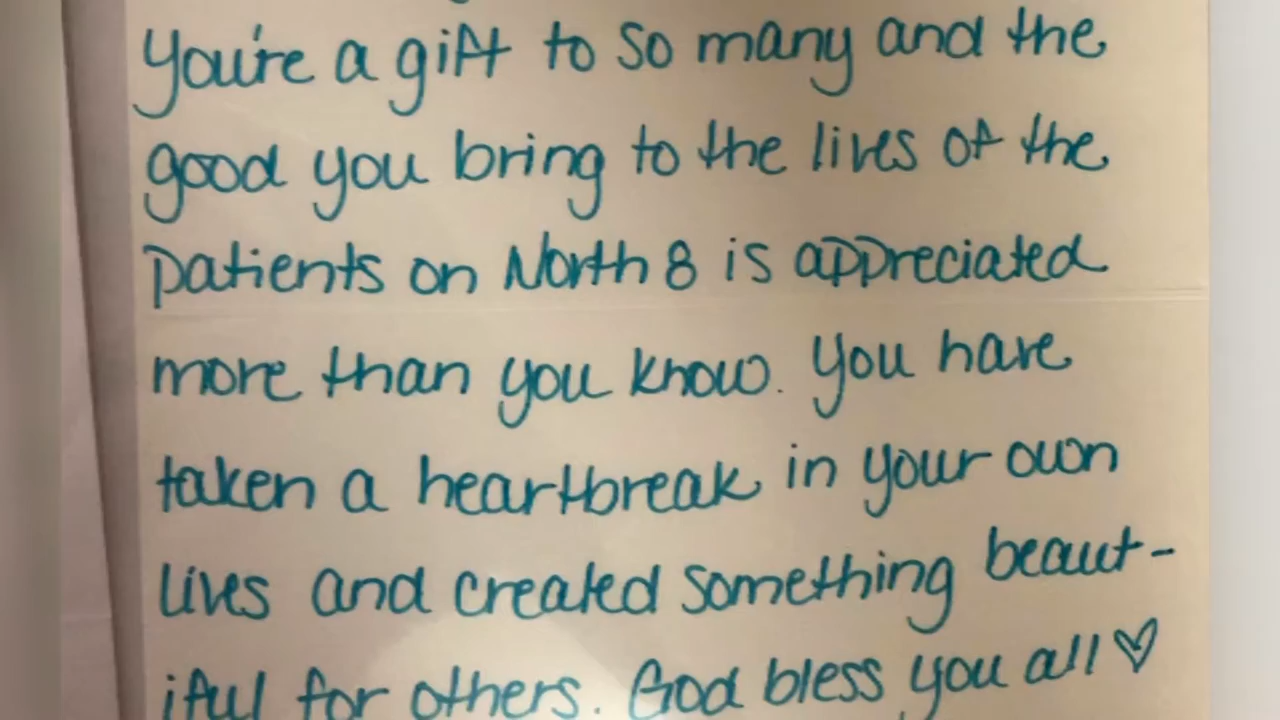 You're a gift to so many and the
good you bring to the lives of the
patients on North 8 is appreciated
more than you know. You have
taken a heartbreak in your own
lives and created something beaut-
iful for others. God bless you all ♡